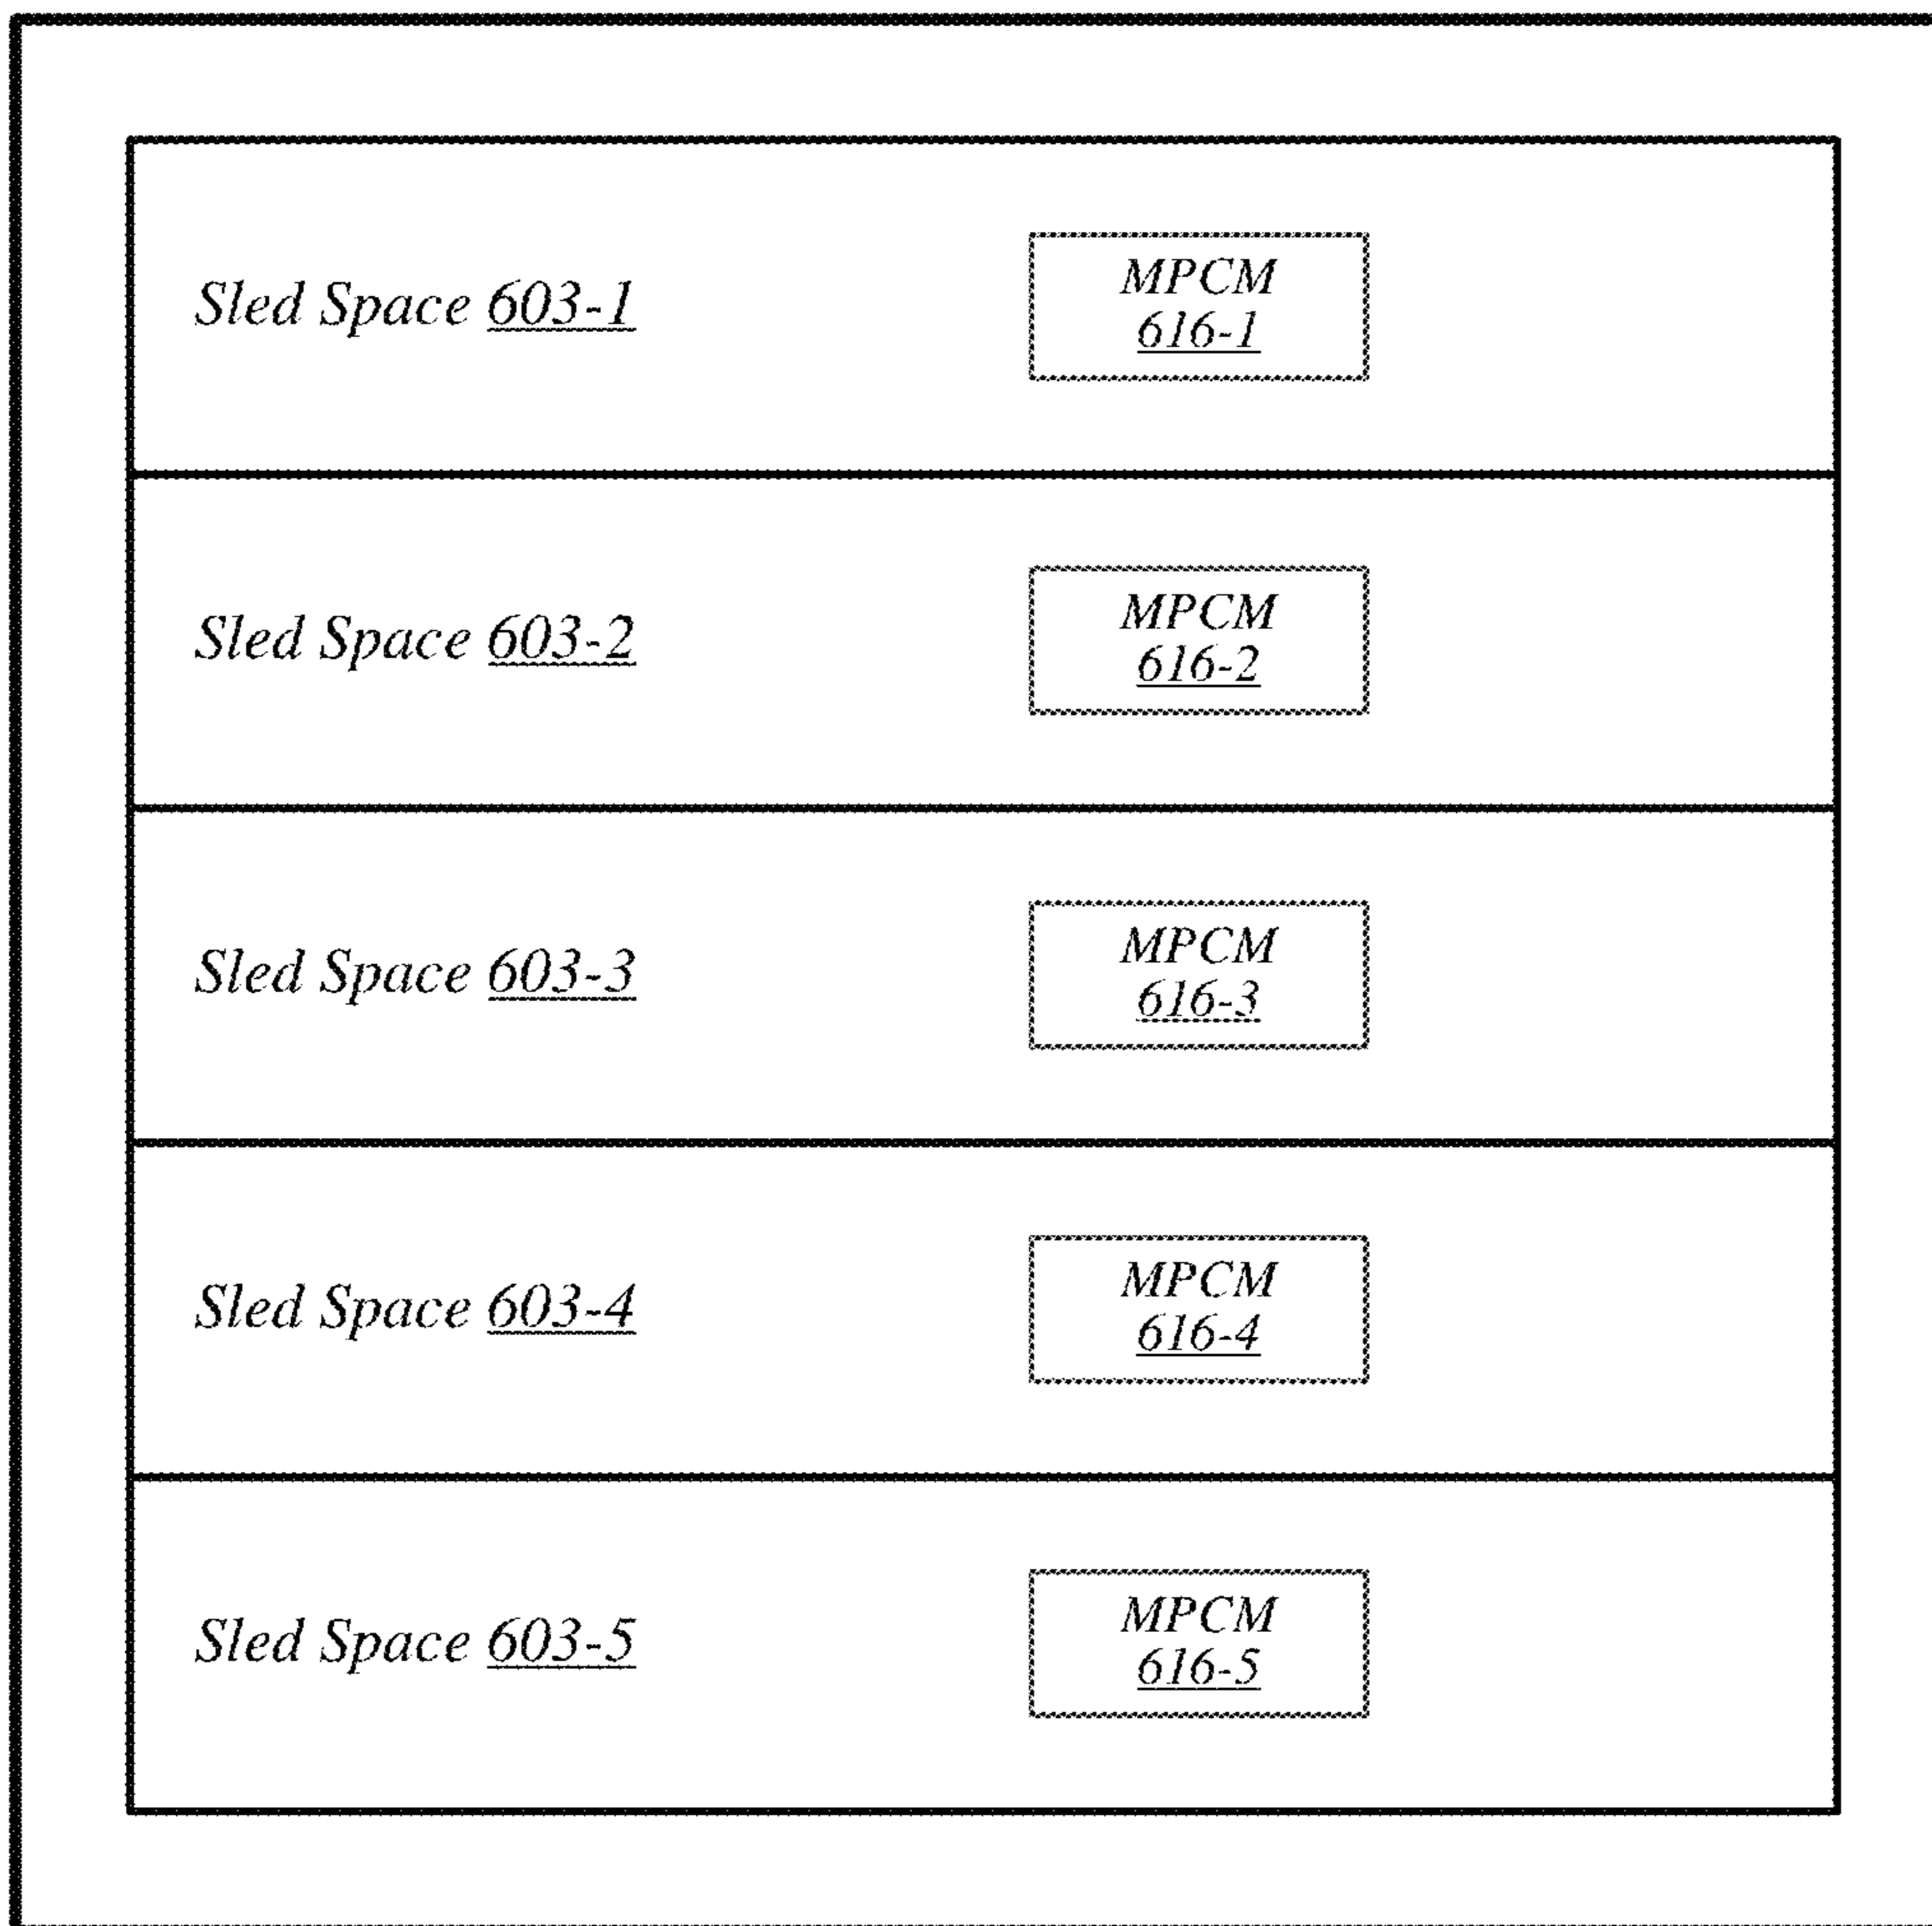 Sled Space 603-1
MPCM
616-1
Sled Space 603-2
MPCM
616-2
Sled Space 603-3
MPCM
616-3
Sled Space 603-4
MPCM
616-4
Sled Space 603-5
MPCM
616-5